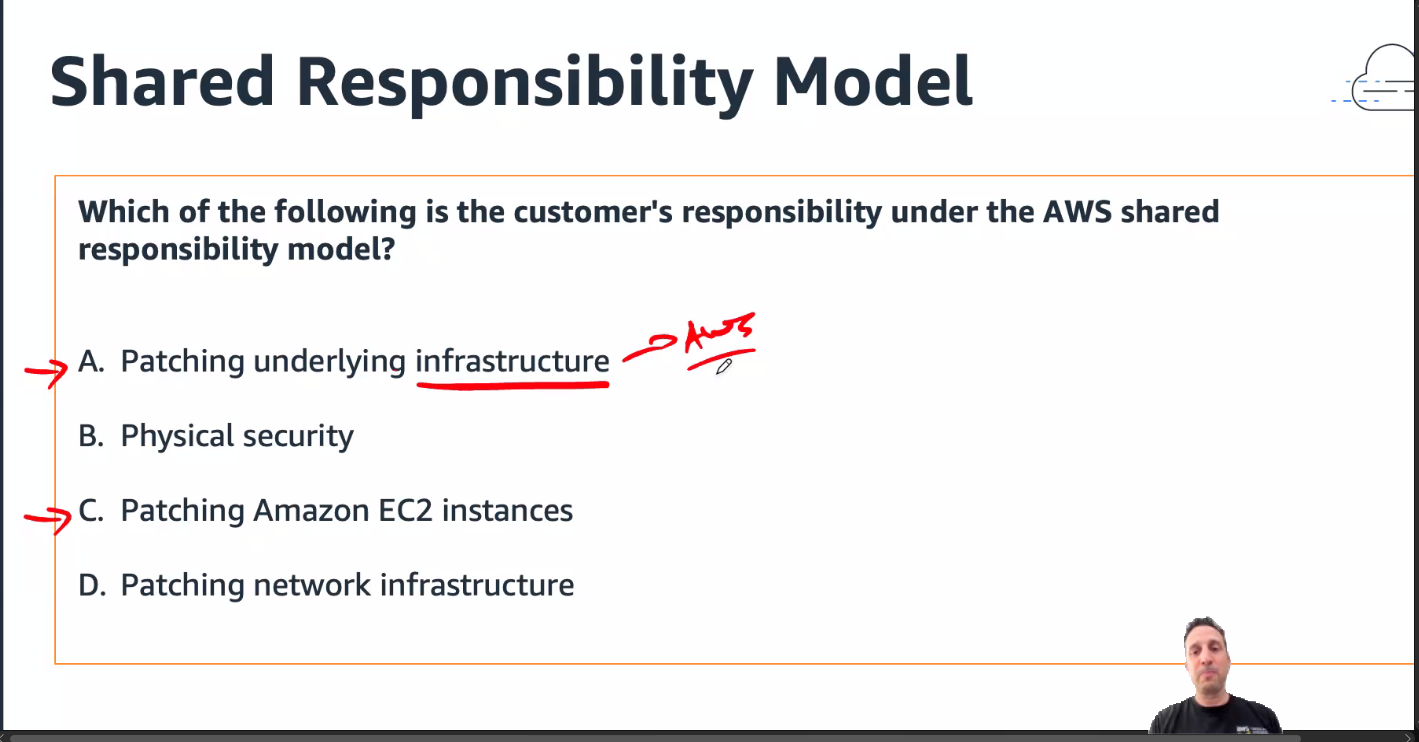 Shared Responsibility Model
Which of the following is the customer's responsibility under the AWS shared
responsibility model?
A. Patching underlying infrastructure
AWS
B. Physical security
C. Patching Amazon EC2 instances
D. Patching network infrastructure